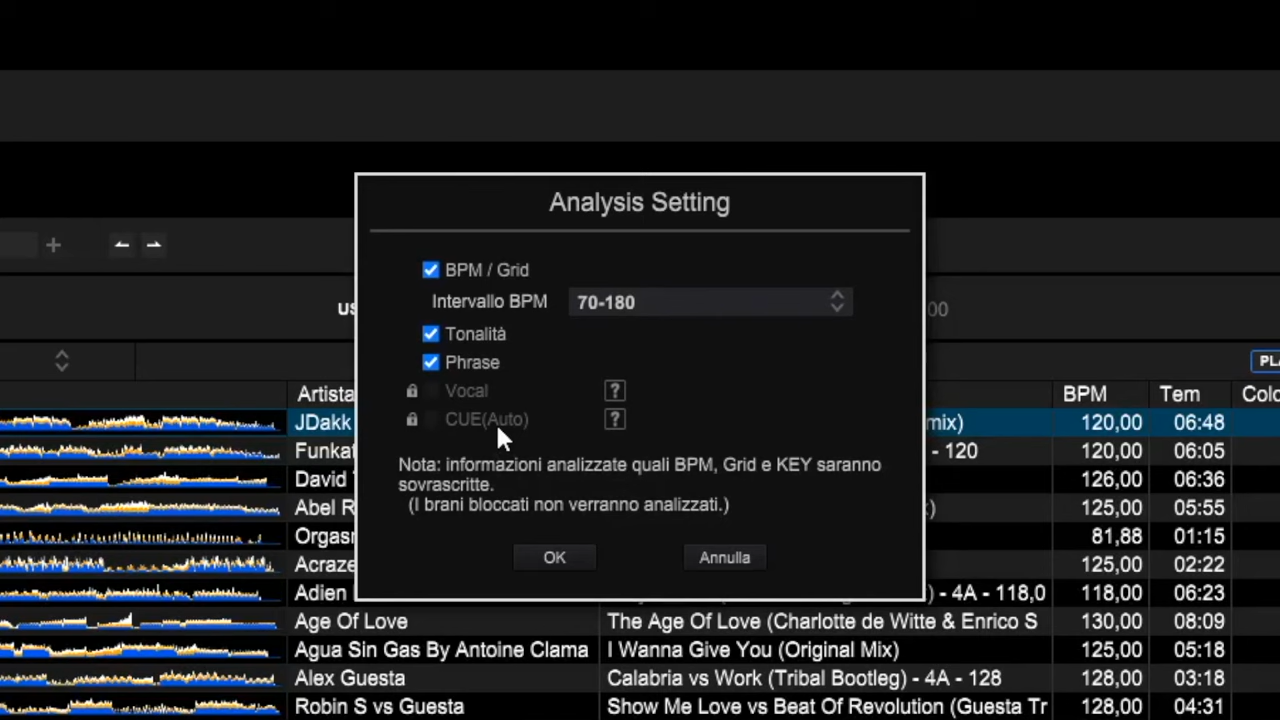 Analysis Setting
BPM / Grid
Intervallo BPM 70-180
Tonalità
Phrase
Vocal ?
CUE(Auto) ?
Nota: informazioni analizzate quali BPM, Grid e KEY saranno
sovrascritte.
(I brani bloccati non verranno analizzati.)
OK Annulla
US 00
PL
Artista BPM Tem Colo
JDakk mix) 120,00 06:48
Funkat - 120 120,00 06:05
David 126,00 06:36
Abel R 125,00 05:55
Orgasm 81,88 01:15
Acraze 125,00 02:22
Adien ) - 4A - 118,0 118,00 06:23
Age Of Love The Age Of Love (Charlotte de Witte & Enrico S 130,00 08:09
Agua Sin Gas By Antoine Clama I Wanna Give You (Original Mix) 125,00 05:18
Alex Guesta Calabria vs Work (Tribal Bootleg) - 4A - 128 128,00 03:18
Robin S vs Guesta Show Me Love vs Beat Of Revolution (Guesta Tr 128,00 04:31